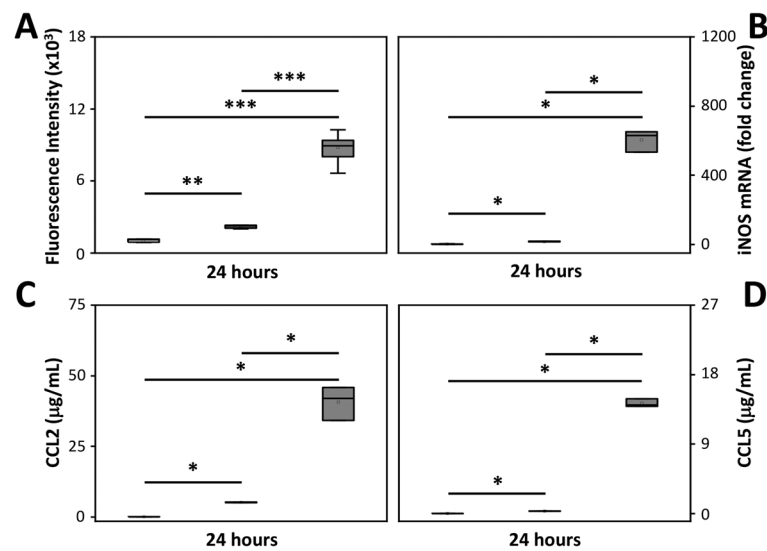 A
B
Fluorescence Intensity (x10³)
18
12
6
0
***
***
**
24 hours
iNOS mRNA (fold change)
1200
800
400
0
*
*
*
24 hours
C
D
CCL2 (μg/mL)
75
50
25
0
*
*
*
24 hours
CCL5 (μg/mL)
27
18
9
0
*
*
*
24 hours